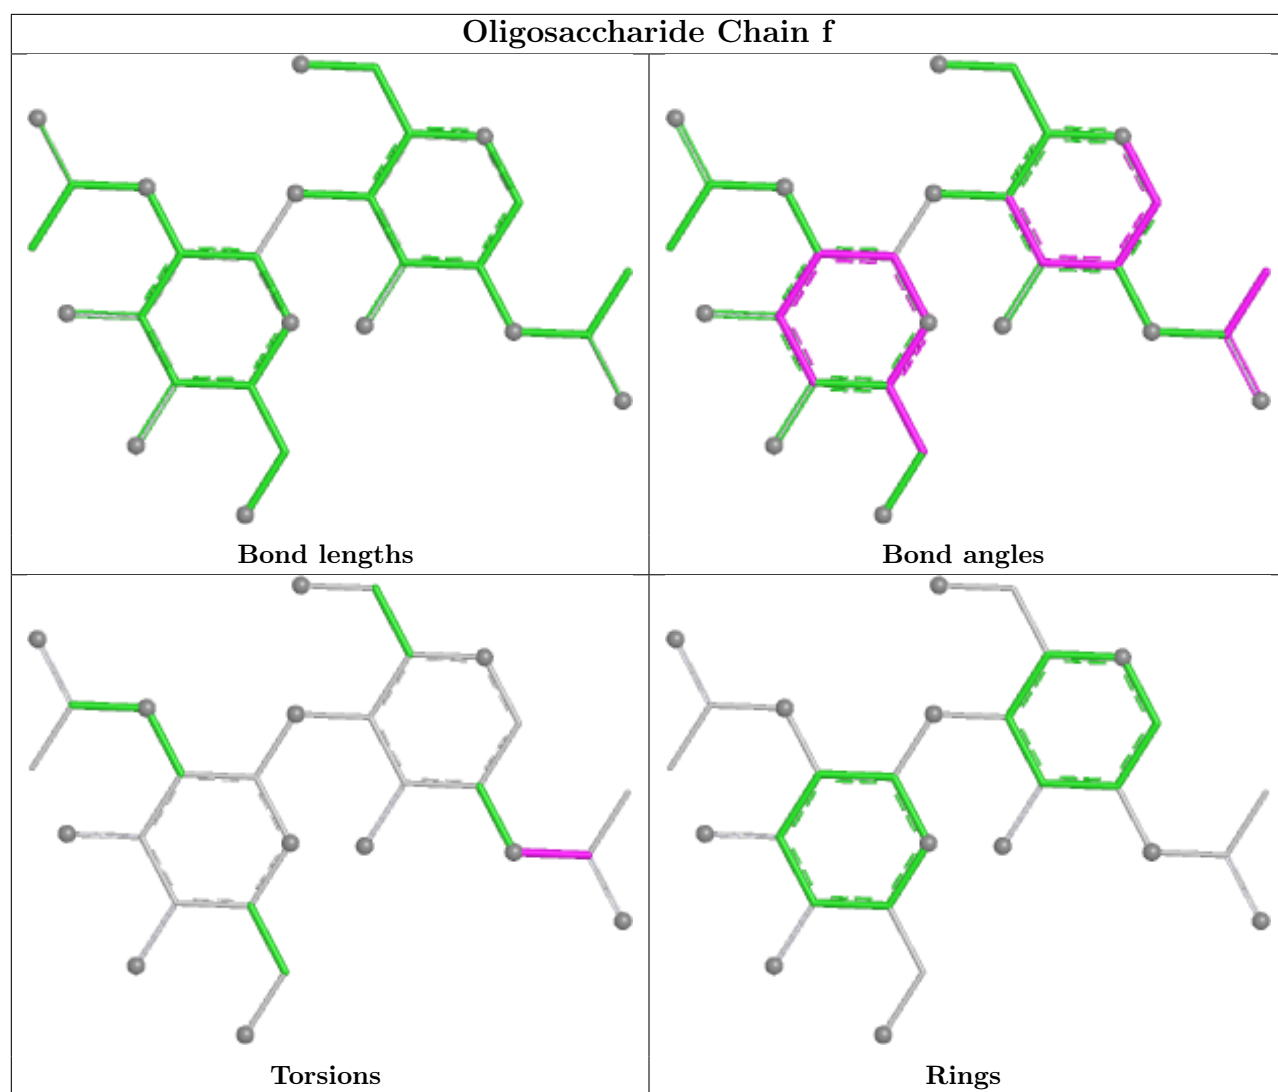 Oligosaccharide Chain f
Bond lengths
Bond angles
Torsions
Rings